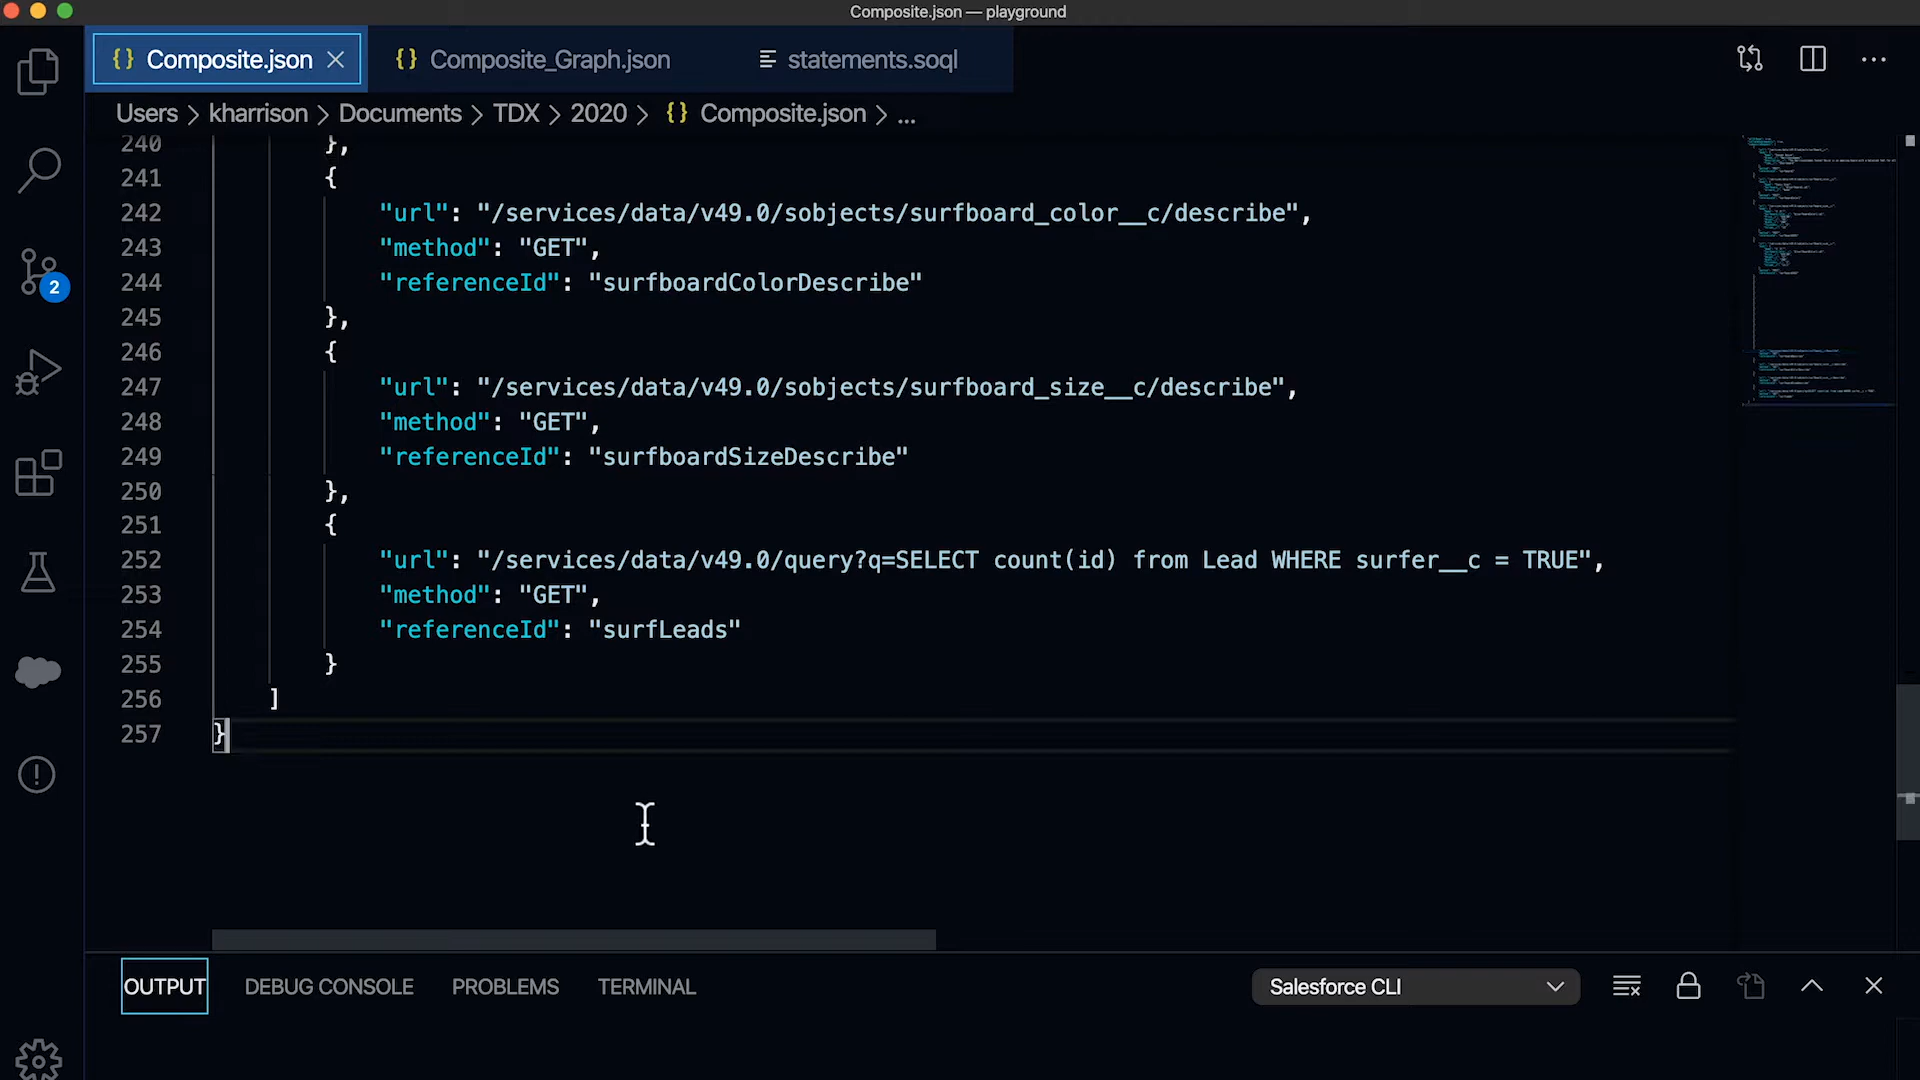 Composite.json — playground
{} Composite.json
{} Composite_Graph.json
statements.soql
Users > kharrison > Documents > TDX > 2020 > {} Composite.json > ...
240 },
241 {
242 "url": "/services/data/v49.0/sobjects/surfboard_color__c/describe",
243 "method": "GET",
244 "referenceId": "surfboardColorDescribe"
245 },
246 {
247 "url": "/services/data/v49.0/sobjects/surfboard_size__c/describe",
248 "method": "GET",
249 "referenceId": "surfboardSizeDescribe"
250 },
251 {
252 "url": "/services/data/v49.0/query?q=SELECT count(id) from Lead WHERE surfer__c = TRUE",
253 "method": "GET",
254 "referenceId": "surfLeads"
255 }
256 ]
257 }
2
OUTPUT DEBUG CONSOLE PROBLEMS TERMINAL
Salesforce CLI